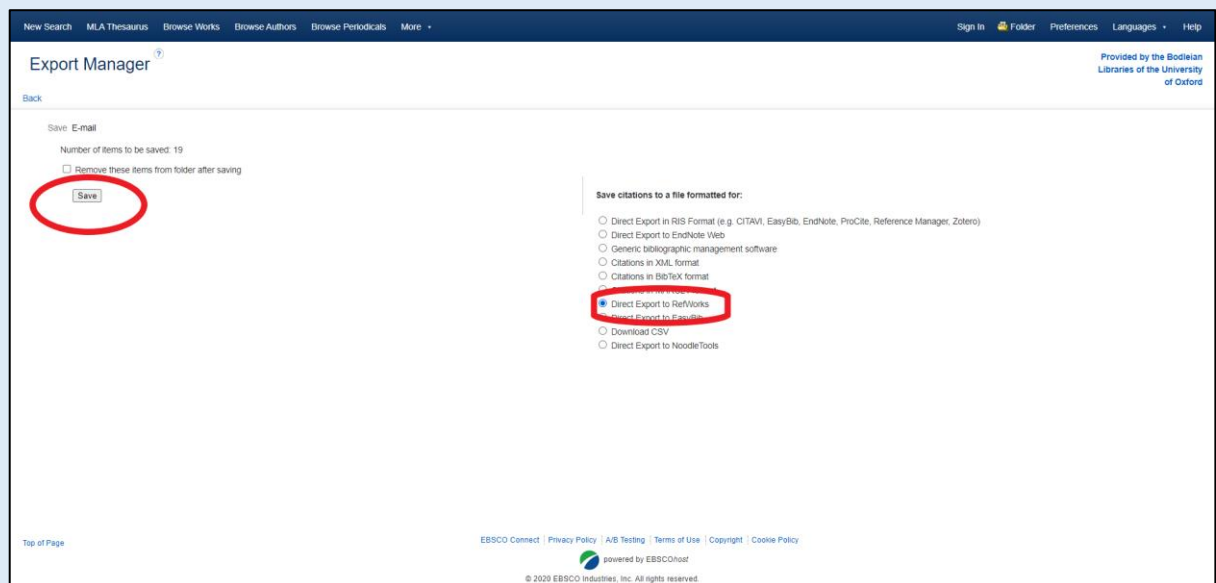 New Search MLA Thesaurus Browse Works Browse Authors Browse Periodicals More
Sign In Folder Preferences Languages Help
Export Manager ?
Provided by the Bodleian
Libraries of the University
of Oxford
Back
Save E-mail
Number of items to be saved: 19
Remove these items from folder after saving
Save
Save citations to a file formatted for:
Direct Export in RIS Format (e.g. CITAVI, EasyBib, EndNote, ProCite, Reference Manager, Zotero)
Direct Export to EndNote Web
Generic bibliographic management software
Citations in XML format
Citations in BibTeX format
Citations in
Direct Export to RefWorks
Direct Export to EasyBib
Download CSV
Direct Export to NoodleTools
Top of Page
EBSCO Connect | Privacy Policy | A/B Testing | Terms of Use | Copyright | Cookie Policy
powered by EBSCOhost
© 2020 EBSCO Industries, Inc. All rights reserved.